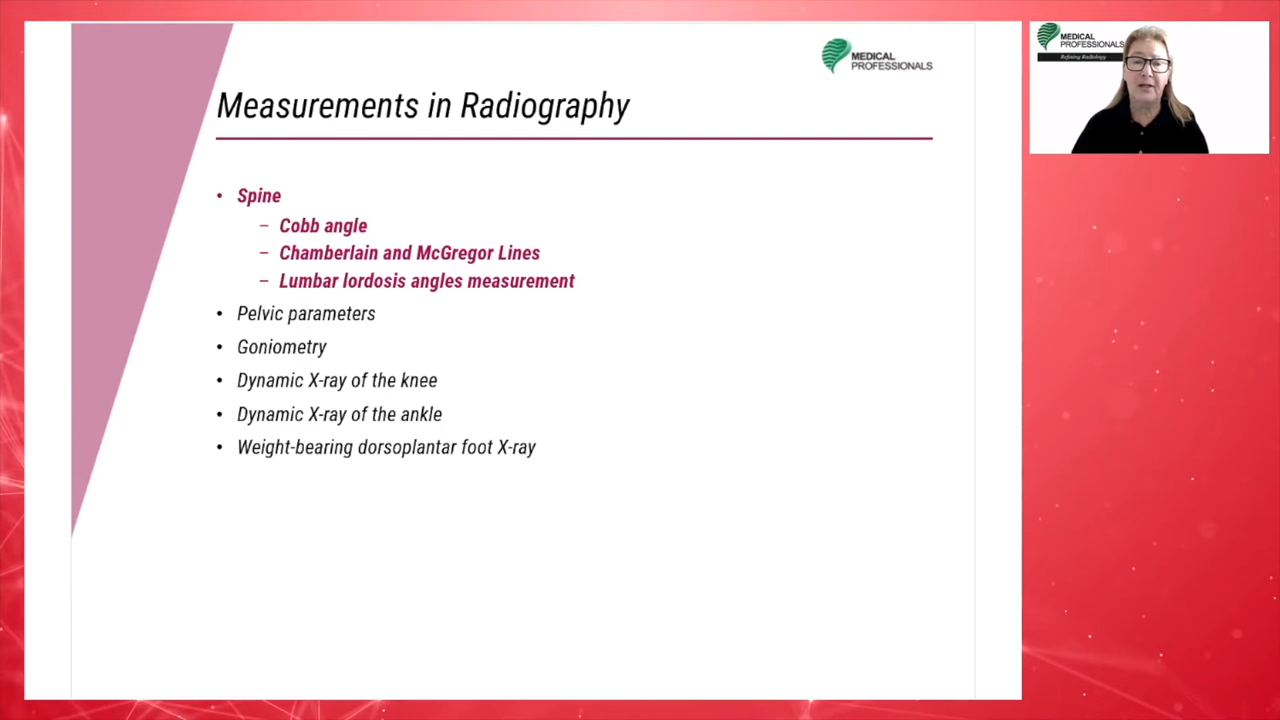 MEDICAL
PROFESSIONALS
Measurements in Radiography
• Spine
– Cobb angle
– Chamberlain and McGregor Lines
– Lumbar lordosis angles measurement
• Pelvic parameters
• Goniometry
• Dynamic X-ray of the knee
• Dynamic X-ray of the ankle
• Weight-bearing dorsoplantar foot X-ray
MEDICAL
PROFESSIONALS
Refining Radiology